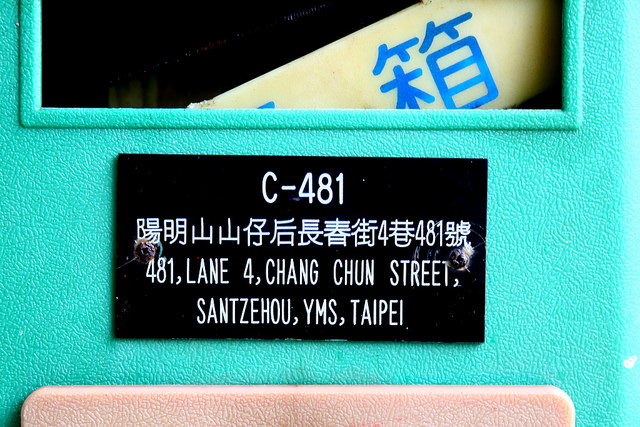 箱
C-481
陽明山山仔后長春街4巷481號
481, LANE 4, CHANG CHUN STREET,
SANTZEHOU, YMS, TAIPEI